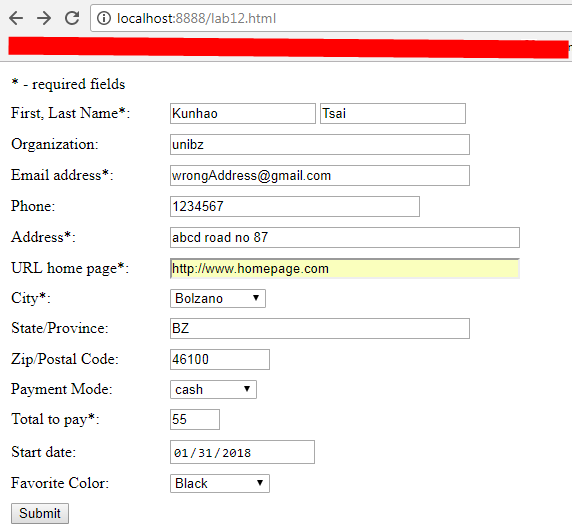 localhost:8888/lab12.html
* - required fields
First, Last Name*: Kunhao Tsai
Organization: unibz
Email address*: wrongAddress@gmail.com
Phone: 1234567
Address*: abcd road no 87
URL home page*: http://www.homepage.com
City*: Bolzano
State/Province: BZ
Zip/Postal Code: 46100
Payment Mode: cash
Total to pay*: 55
Start date: 01/31/2018
Favorite Color: Black
Submit